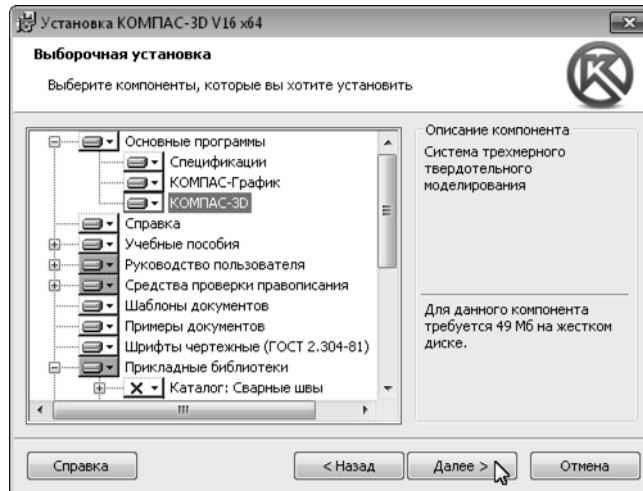 Установка КОМПАС-3D V16 x64
Выборочная установка
Выберите компоненты, которые вы хотите установить
Основные программы
Спецификации
КОМПАС-График
КОМПАС-3D
Справка
Учебные пособия
Руководство пользователя
Средства проверки правописания
Шаблоны документов
Примеры документов
Шрифты чертежные (ГОСТ 2.304-81)
Прикладные библиотеки
Каталог: Сварные швы
Описание компонента
Система трехмерного
твердотельного
моделирования
Для данного компонента
требуется 49 Мб на жестком
диске.
Справка
< Назад
Далее >
Отмена